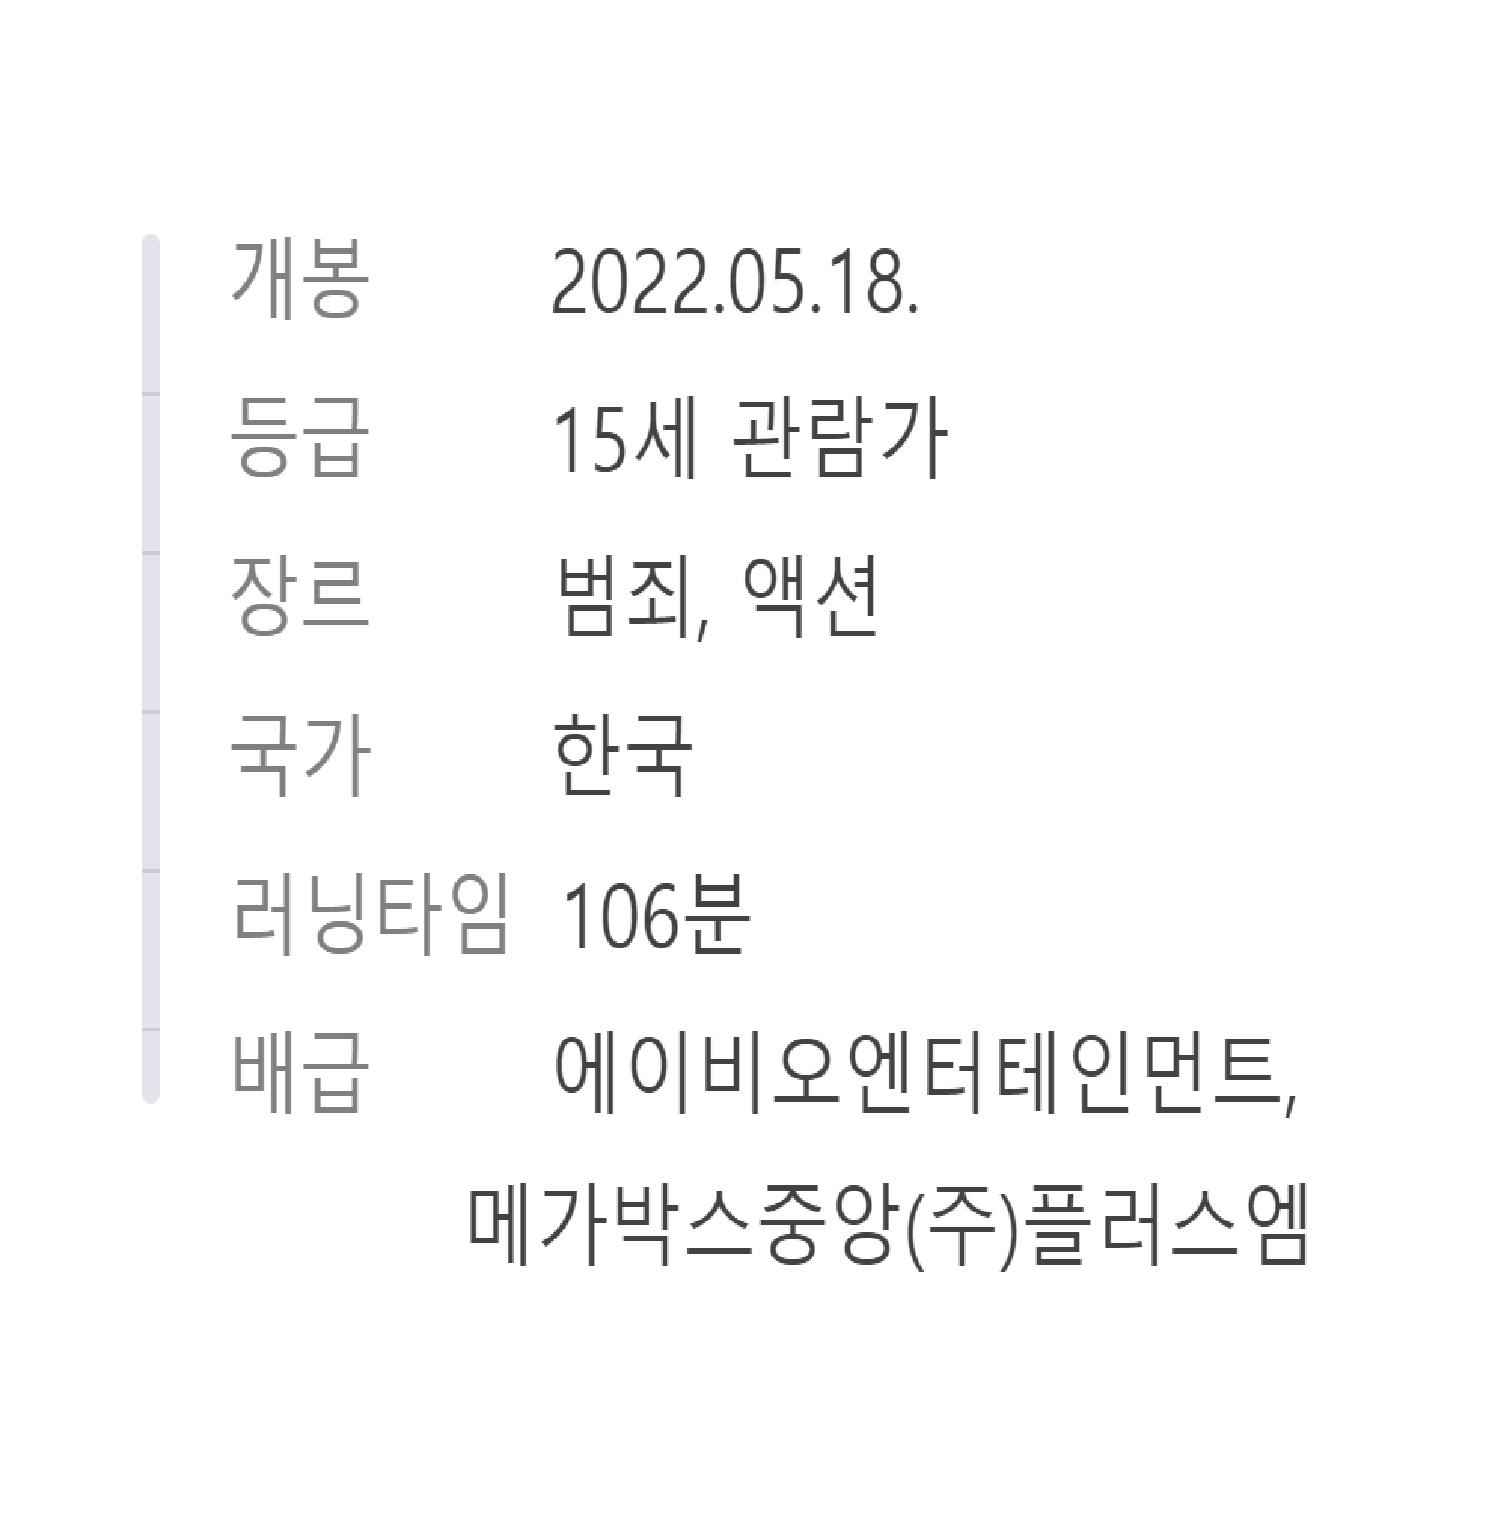 개봉 2022.05.18.
등급 15세 관람가
장르 범죄, 액션
국가 한국
러닝타임 106분
배급 에이비오엔터테인먼트,
메가박스중앙(주)플러스엠